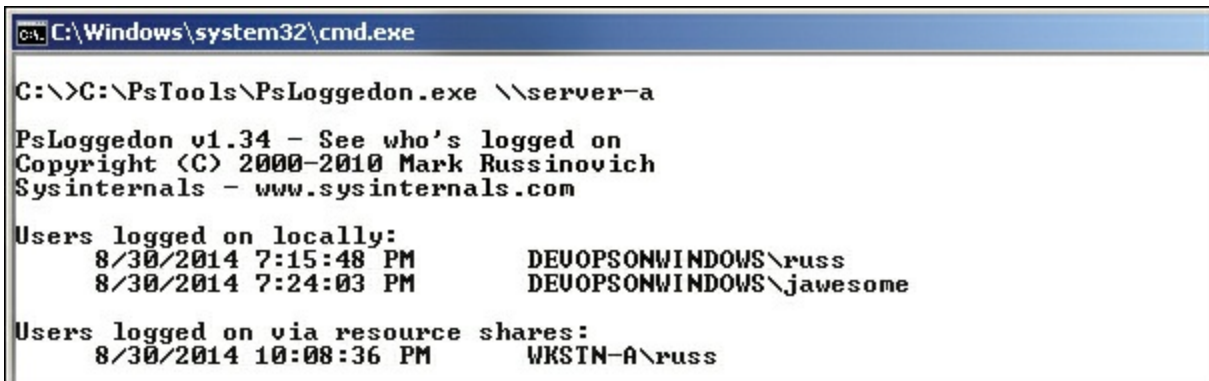 C:\Windows\system32\cmd.exe
C:\>C:\PsTools\PsLoggedon.exe \\server-a
PsLoggedon v1.34 - See who's logged on
Copyright (C) 2000-2010 Mark Russinovich
Sysinternals - www.sysinternals.com
Users logged on locally:
8/30/2014 7:15:48 PM DEVOPSONWINDOWS\russ
8/30/2014 7:24:03 PM DEVOPSONWINDOWS\jawesome
Users logged on via resource shares:
8/30/2014 10:08:36 PM WKSTN-A\russ